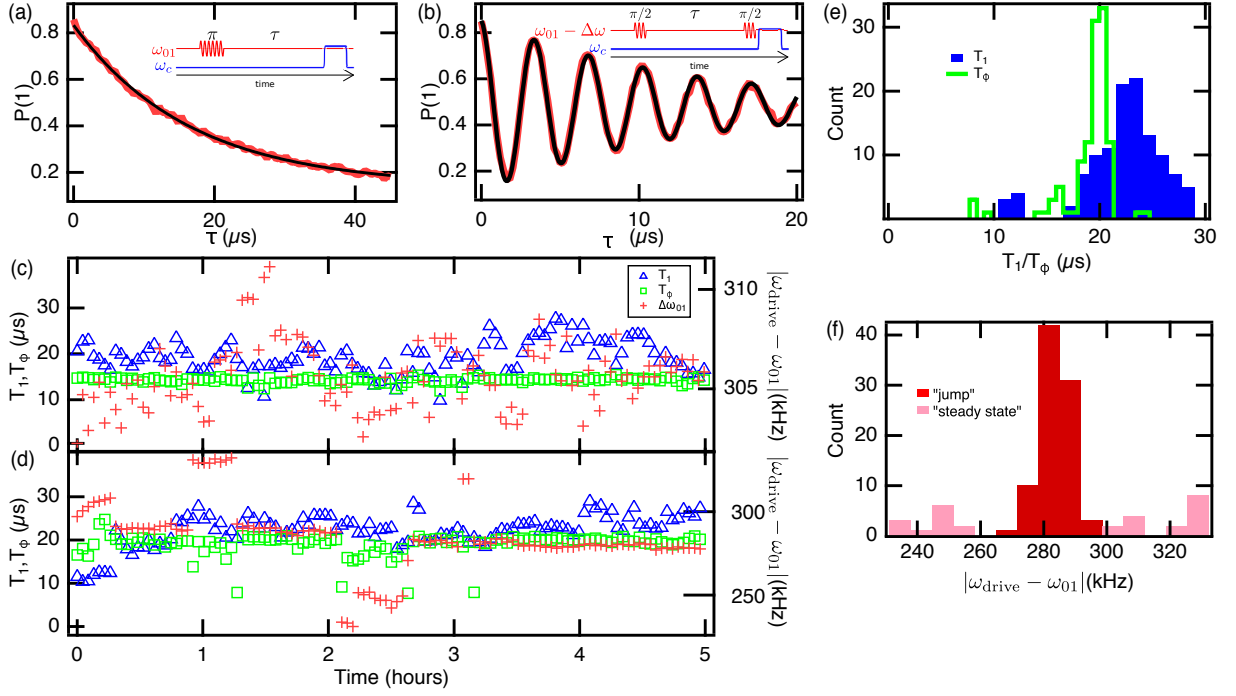 (a)
0.8
0.6
0.4
0.2
P(1)
π
τ
ω01
ωc
time
0
20
40
τ (µs)
(b)
0.8
0.6
0.4
0.2
P(1)
π/2
τ
π/2
ω01 − Δω
ωc
time
0
5
10
15
20
τ (µs)
(e)
30
20
10
0
Count
T1
Tϕ
0
10
20
30
T1/Tϕ (µs)
(c)
30
20
10
0
T1, Tϕ (µs)
T1
Tϕ
Δω01
310
305
|ωdrive − ω01|(kHz)
(d)
30
20
10
0
T1, Tϕ (µs)
300
250
|ωdrive − ω01|(kHz)
0
1
2
3
4
5
Time (hours)
(f)
40
30
20
10
0
Count
"jump"
"steady state"
240
260
280
300
320
|ωdrive − ω01|(kHz)